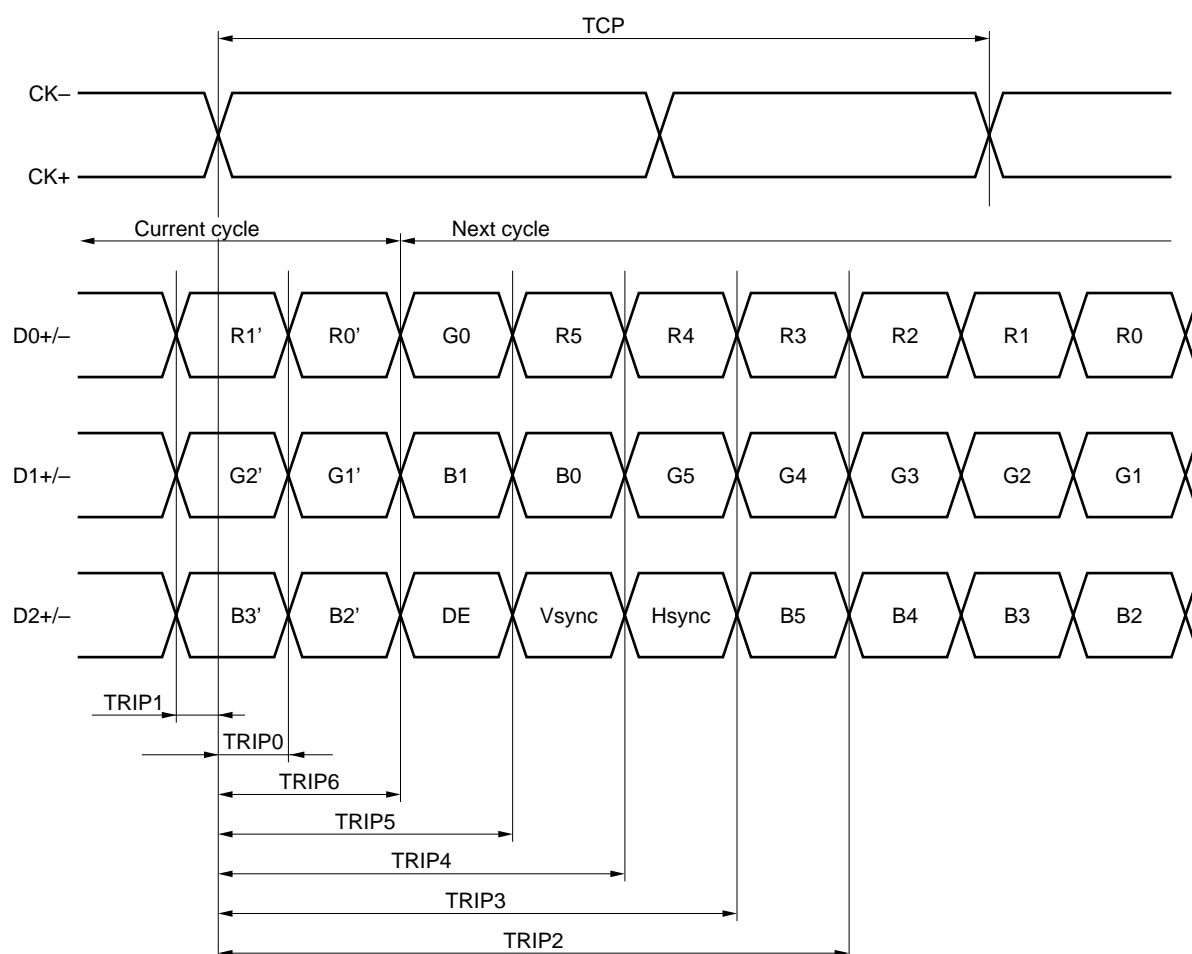 TCP
CK–
CK+
Current cycle Next cycle
D0+/– R1’ R0’ G0 R5 R4 R3 R2 R1 R0
D1+/– G2’ G1’ B1 B0 G5 G4 G3 G2 G1
D2+/– B3’ B2’ DE Vsync Hsync B5 B4 B3 B2
TRIP1
TRIP0
TRIP6
TRIP5
TRIP4
TRIP3
TRIP2